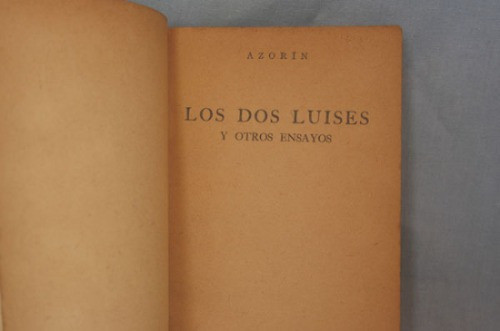 AZORÍN
LOS DOS LUISES
Y OTROS ENSAYOS